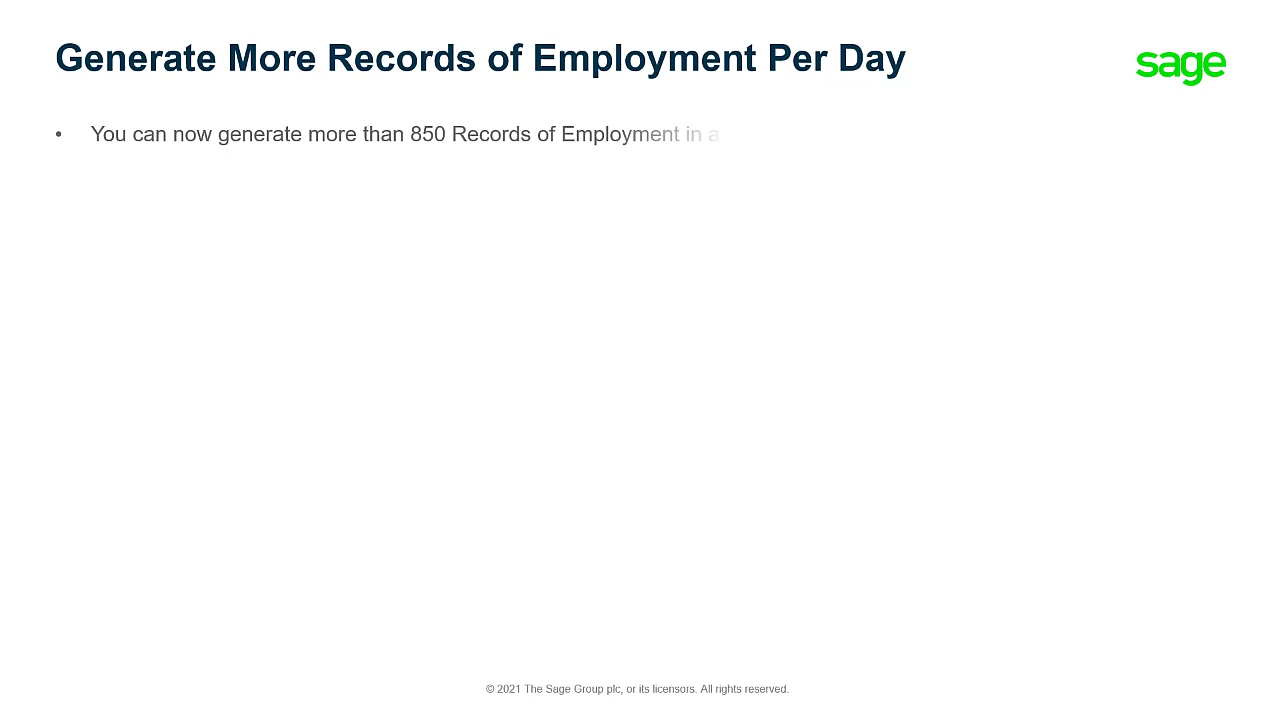 Generate More Records of Employment Per Day
sage
• You can now generate more than 850 Records of Employment in a
© 2021 The Sage Group plc, or its licensors. All rights reserved.